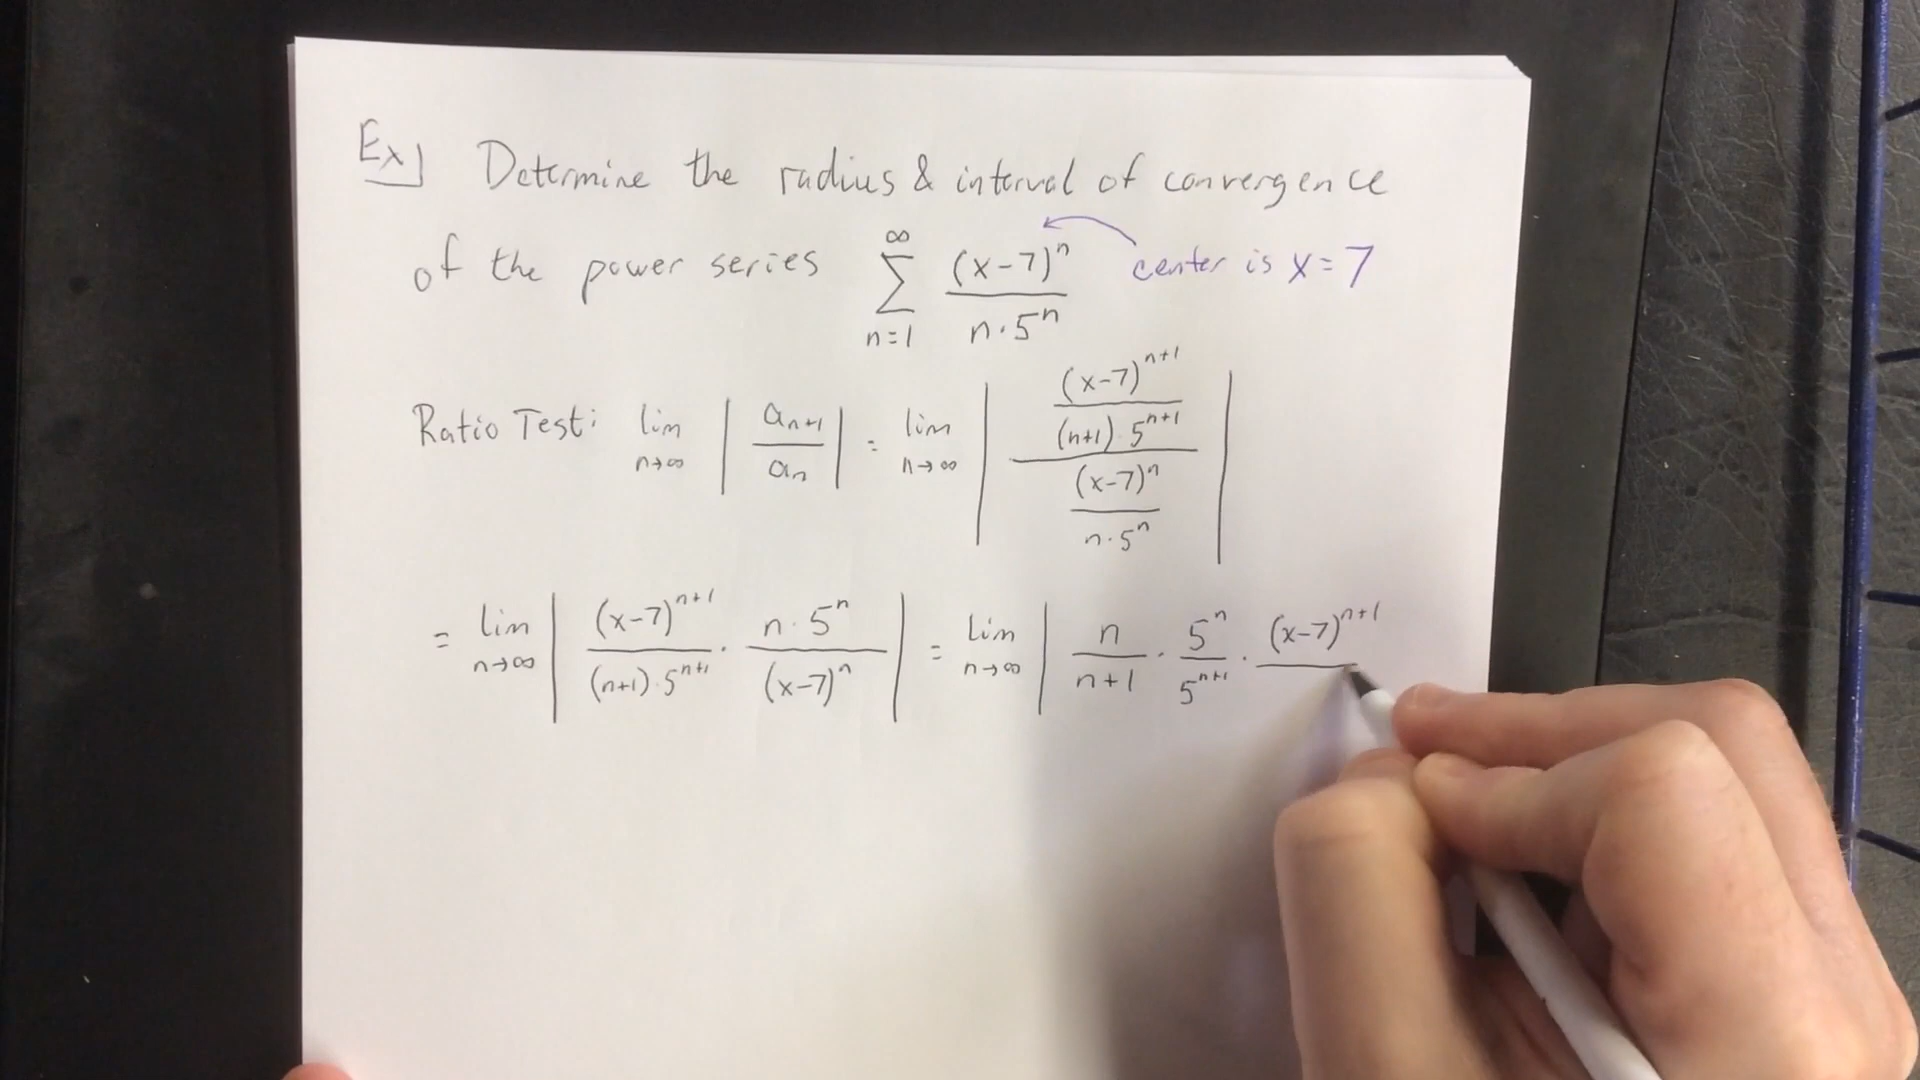 Ex] Determine the radius & interval of convergence
of the power series ∑_{n=1}^{∞} (x-7)^n / (n·5^n) center is x=7
Ratio Test: lim_{n→∞} | a_{n+1} / a_n | = lim_{n→∞} | ((x-7)^{n+1} / ((n+1)·5^{n+1})) / ((x-7)^n / (n·5^n)) |
= lim_{n→∞} | (x-7)^{n+1} / ((n+1)·5^{n+1}) · (n·5^n) / (x-7)^n | = lim_{n→∞} | n / (n+1) · 5^n / 5^{n+1} · (x-7)^{n+1} /